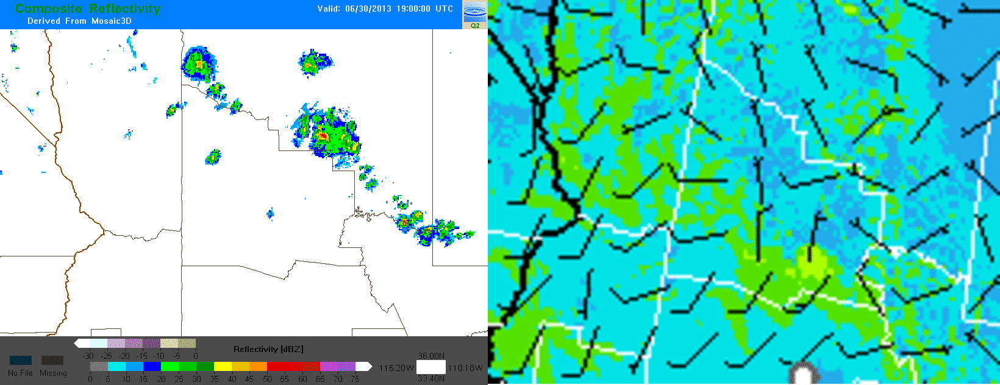 Composite Reflectivity
Derived From Mosaic3D
Valid: 06/30/2013 19:00:00 UTC
Q2
-30 -25 -20 -15 -10 -5 0
Reflectivity [dBZ]
No File Missing
0 5 10 15 20 25 30 35 40 45 50 55 60 65 70 75
36.00N
115.20W 110.18W
33.40N